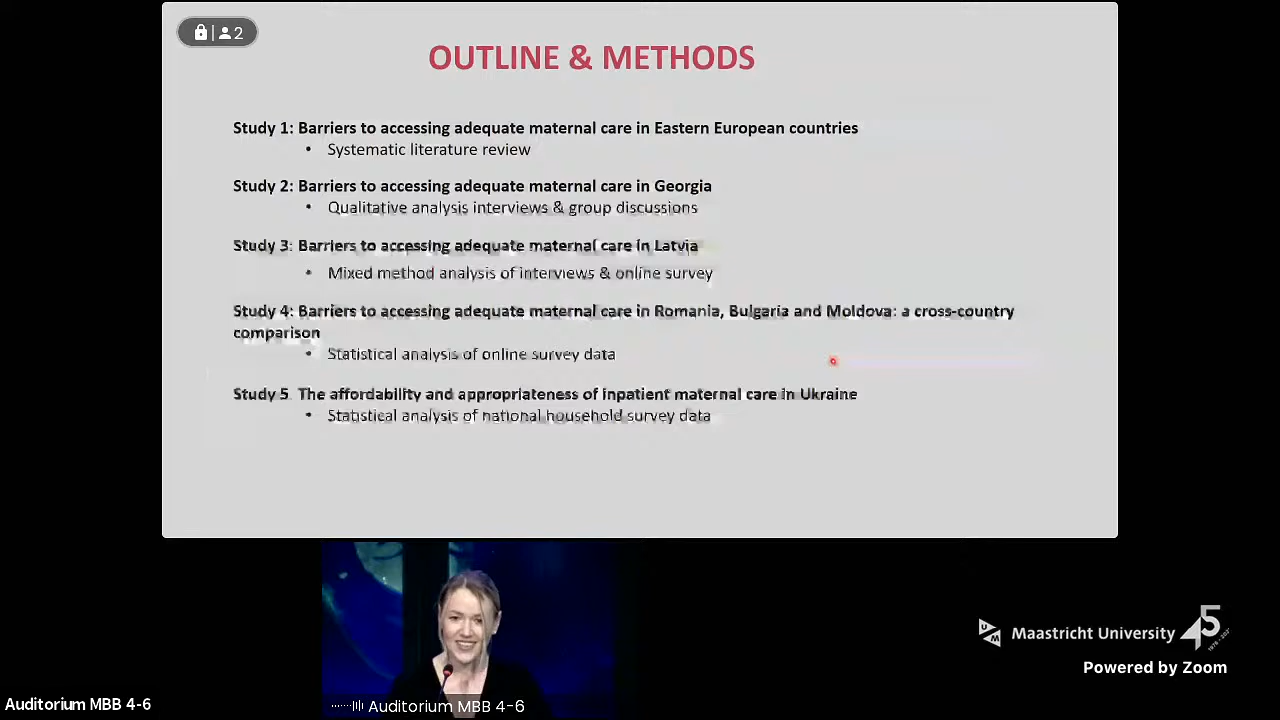 2
OUTLINE & METHODS
Study 1: Barriers to accessing adequate maternal care in Eastern European countries
• Systematic literature review
Study 2: Barriers to accessing adequate maternal care in Georgia
• Qualitative analysis interviews & group discussions
Study 3: Barriers to accessing adequate maternal care in Latvia
• Mixed method analysis of interviews & online survey
Study 4: Barriers to accessing adequate maternal care in Romania, Bulgaria and Moldova: a cross-country
comparison
• Statistical analysis of online survey data
Study 5 The affordability and appropriateness of inpatient maternal care in Ukraine
• Statistical analysis of national household survey data
UM Maastricht University 45
Powered by Zoom
Auditorium MBB 4-6
Auditorium MBB 4-6